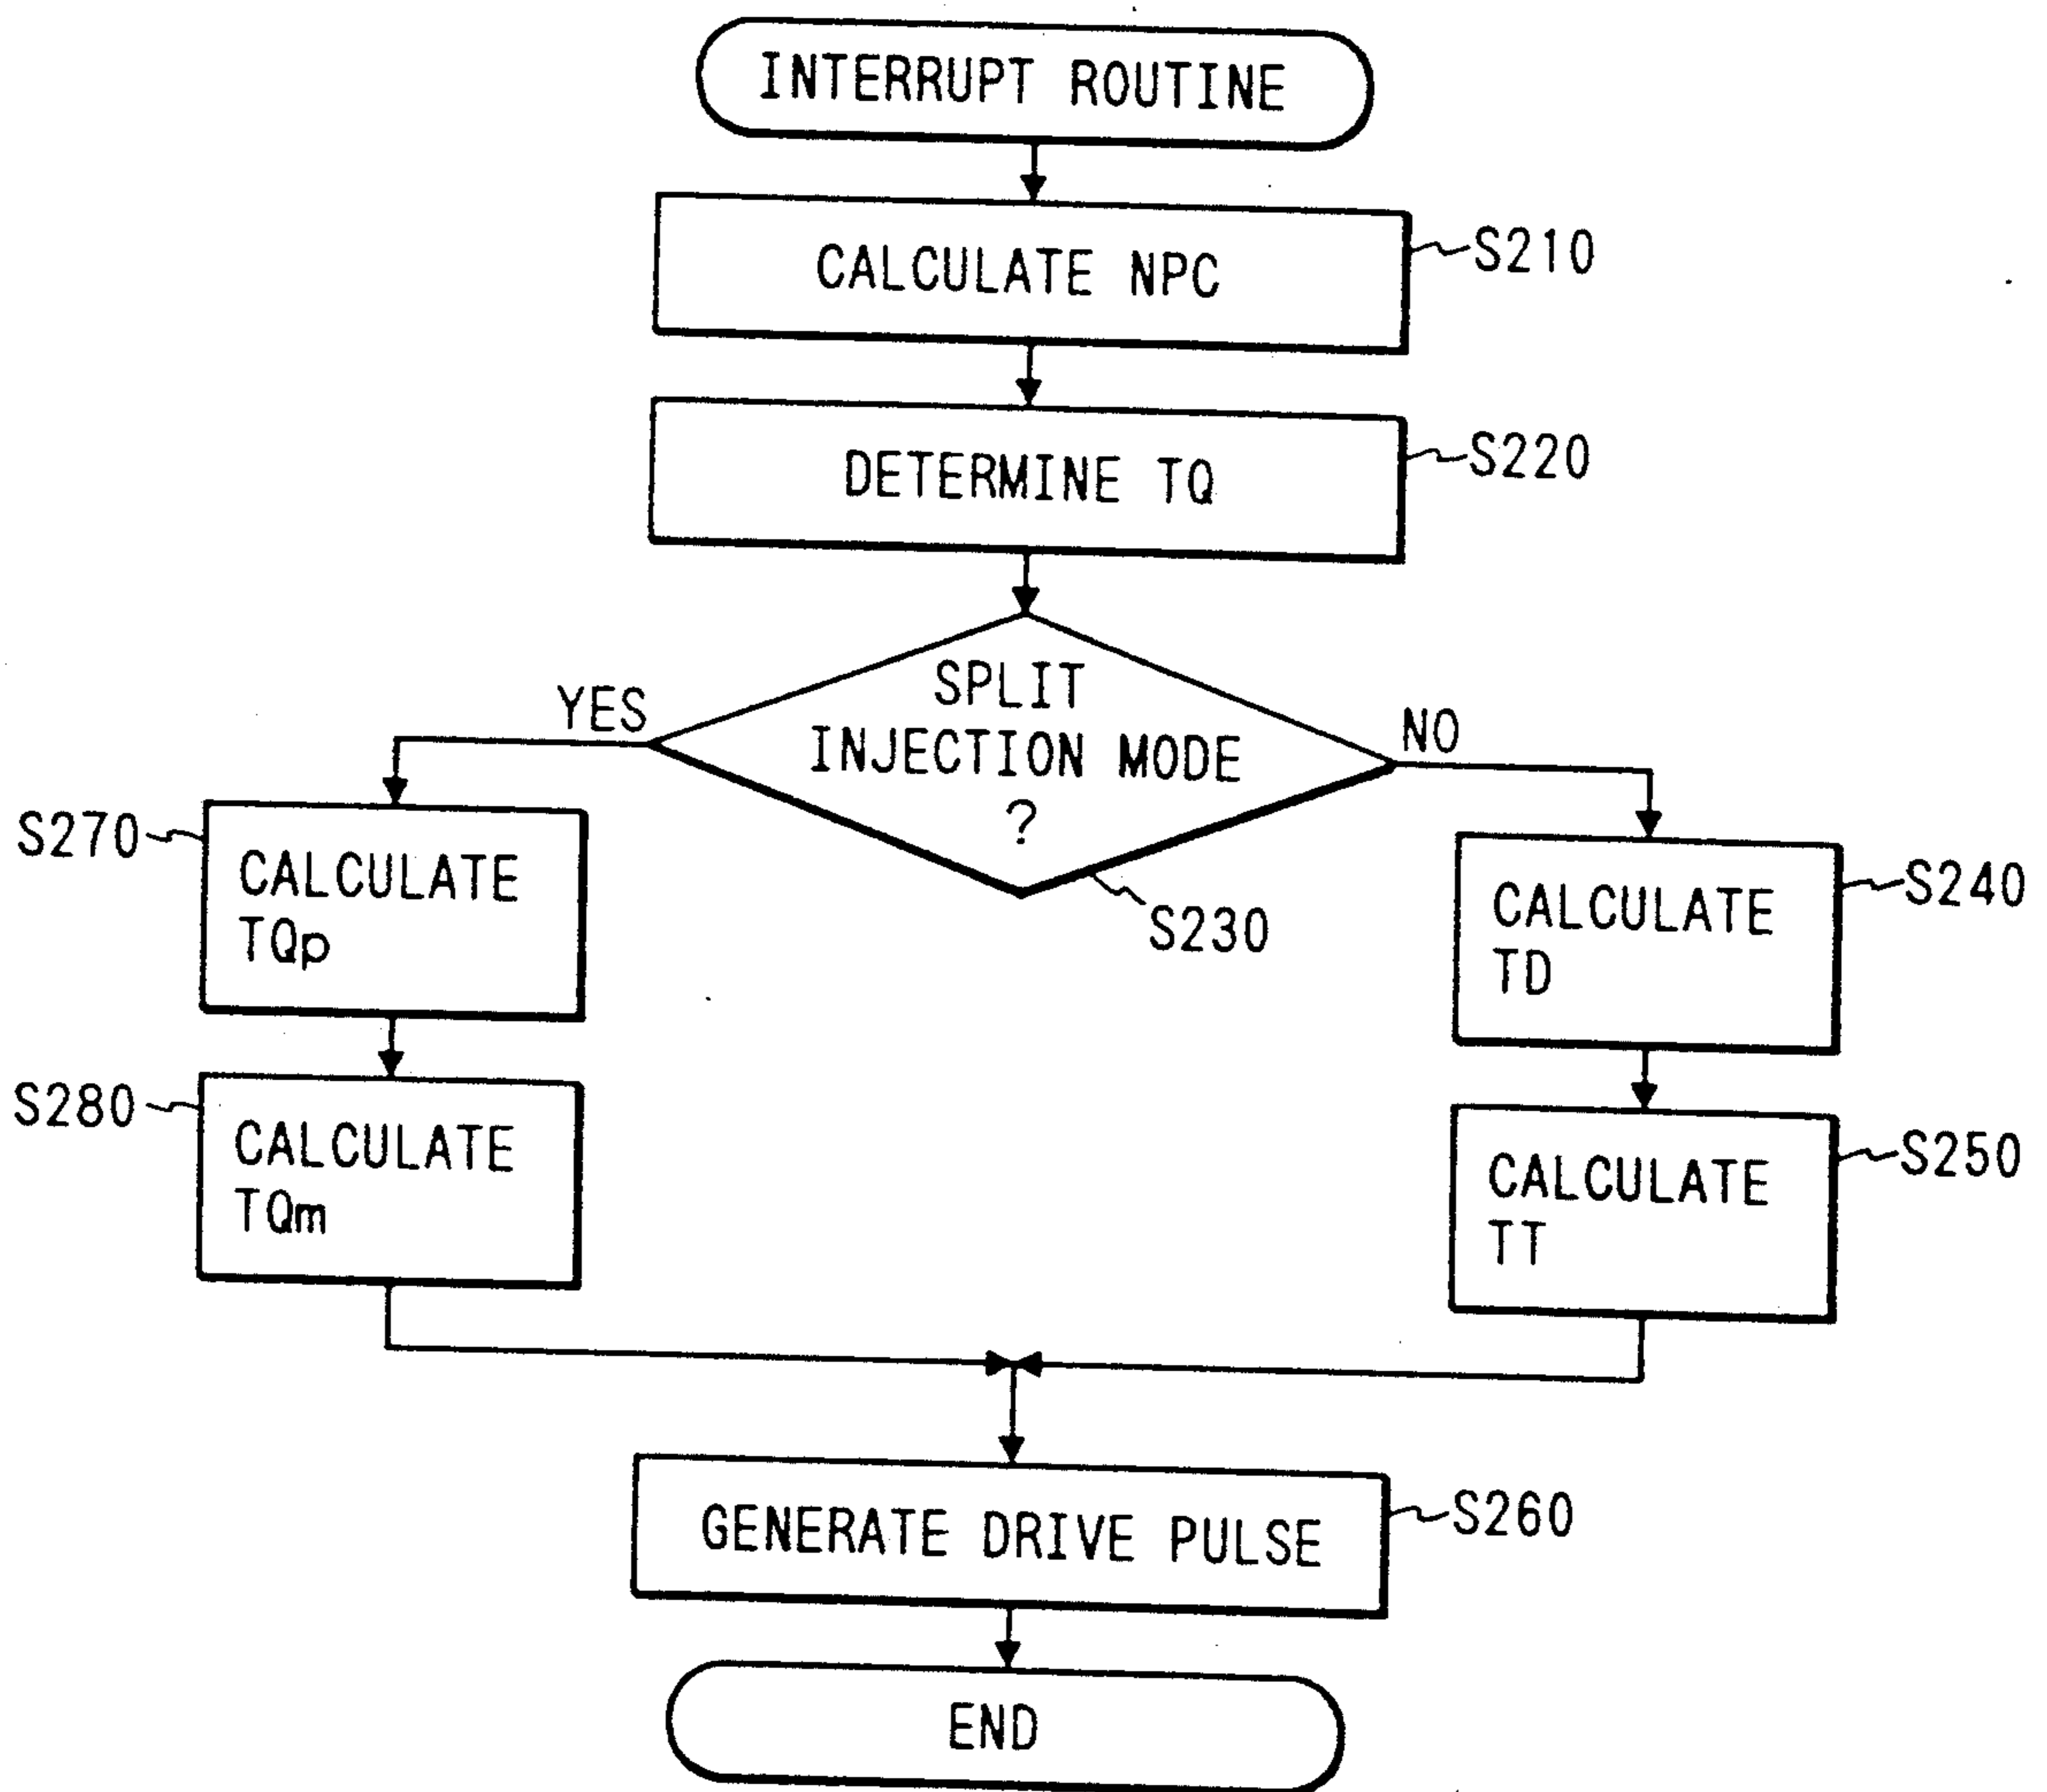 INTERRUPT ROUTINE
CALCULATE NPC
S210
DETERMINE TQ
S220
SPLIT
INJECTION MODE
?
YES
NO
S230
S270
CALCULATE
TQp
S280
CALCULATE
TQm
S240
CALCULATE
TD
S250
CALCULATE
TT
GENERATE DRIVE PULSE
S260
END